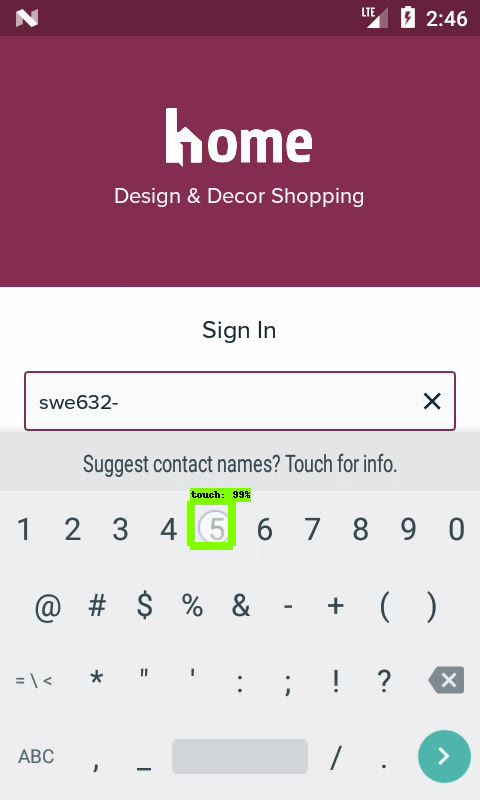 LTE 2:46
home
Design & Decor Shopping
Sign In
swe632-
Suggest contact names? Touch for info.
touch: 99%
1 2 3 4 5 6 7 8 9 0
@ # $ % & - + ( )
= \ < * " ' : ; ! ?
ABC , _ / .